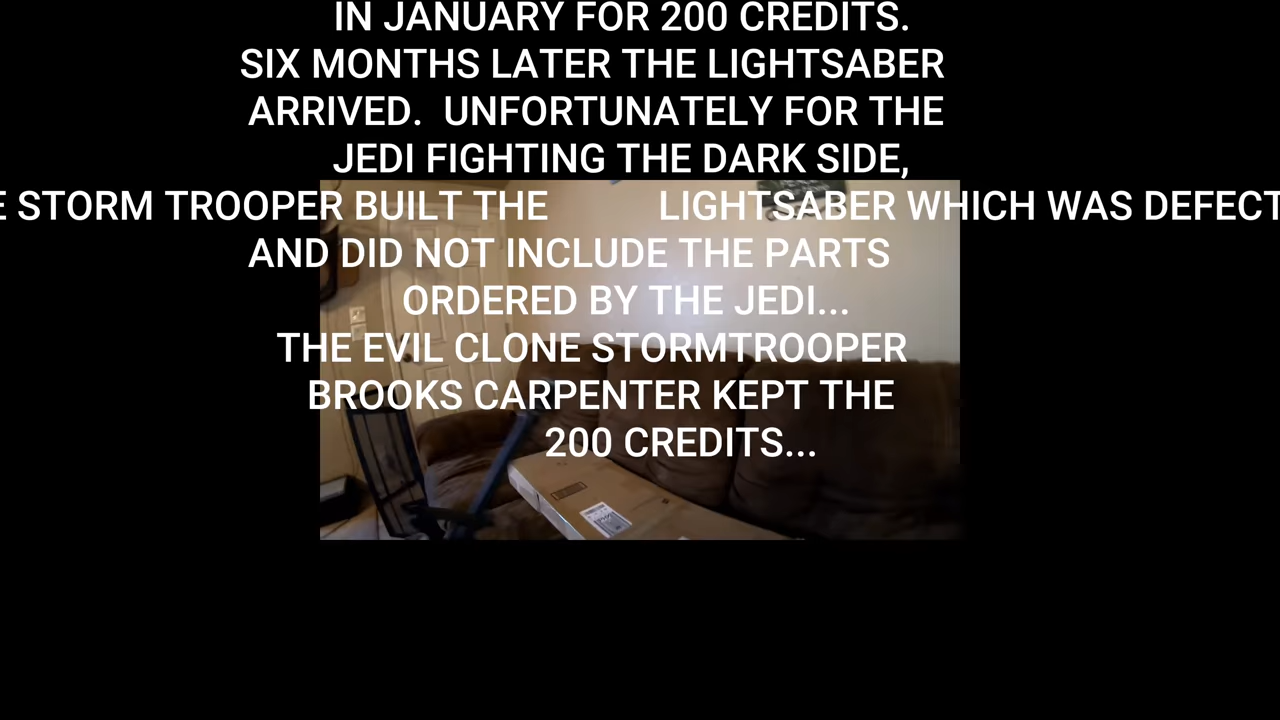 IN JANUARY FOR 200 CREDITS.
SIX MONTHS LATER THE LIGHTSABER
ARRIVED.  UNFORTUNATELY FOR THE
JEDI FIGHTING THE DARK SIDE,
E STORM TROOPER BUILT THE LIGHTSABER WHICH WAS DEFECT
AND DID NOT INCLUDE THE PARTS
ORDERED BY THE JEDI...
THE EVIL CLONE STORMTROOPER
BROOKS CARPENTER KEPT THE
200 CREDITS...